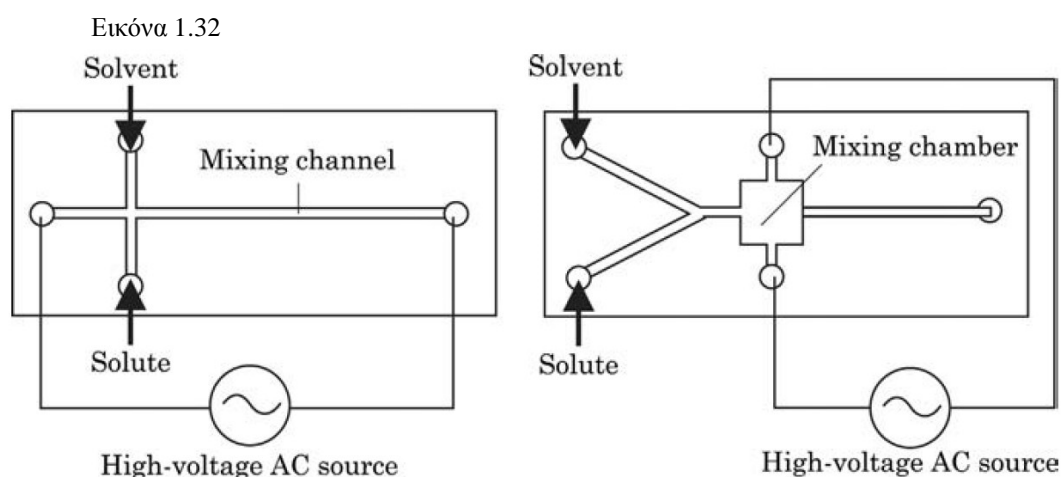 Εικόνα 1.32
Solvent
Mixing channel
Solute
High-voltage AC source
Solvent
Mixing chamber
Solute
High-voltage AC source